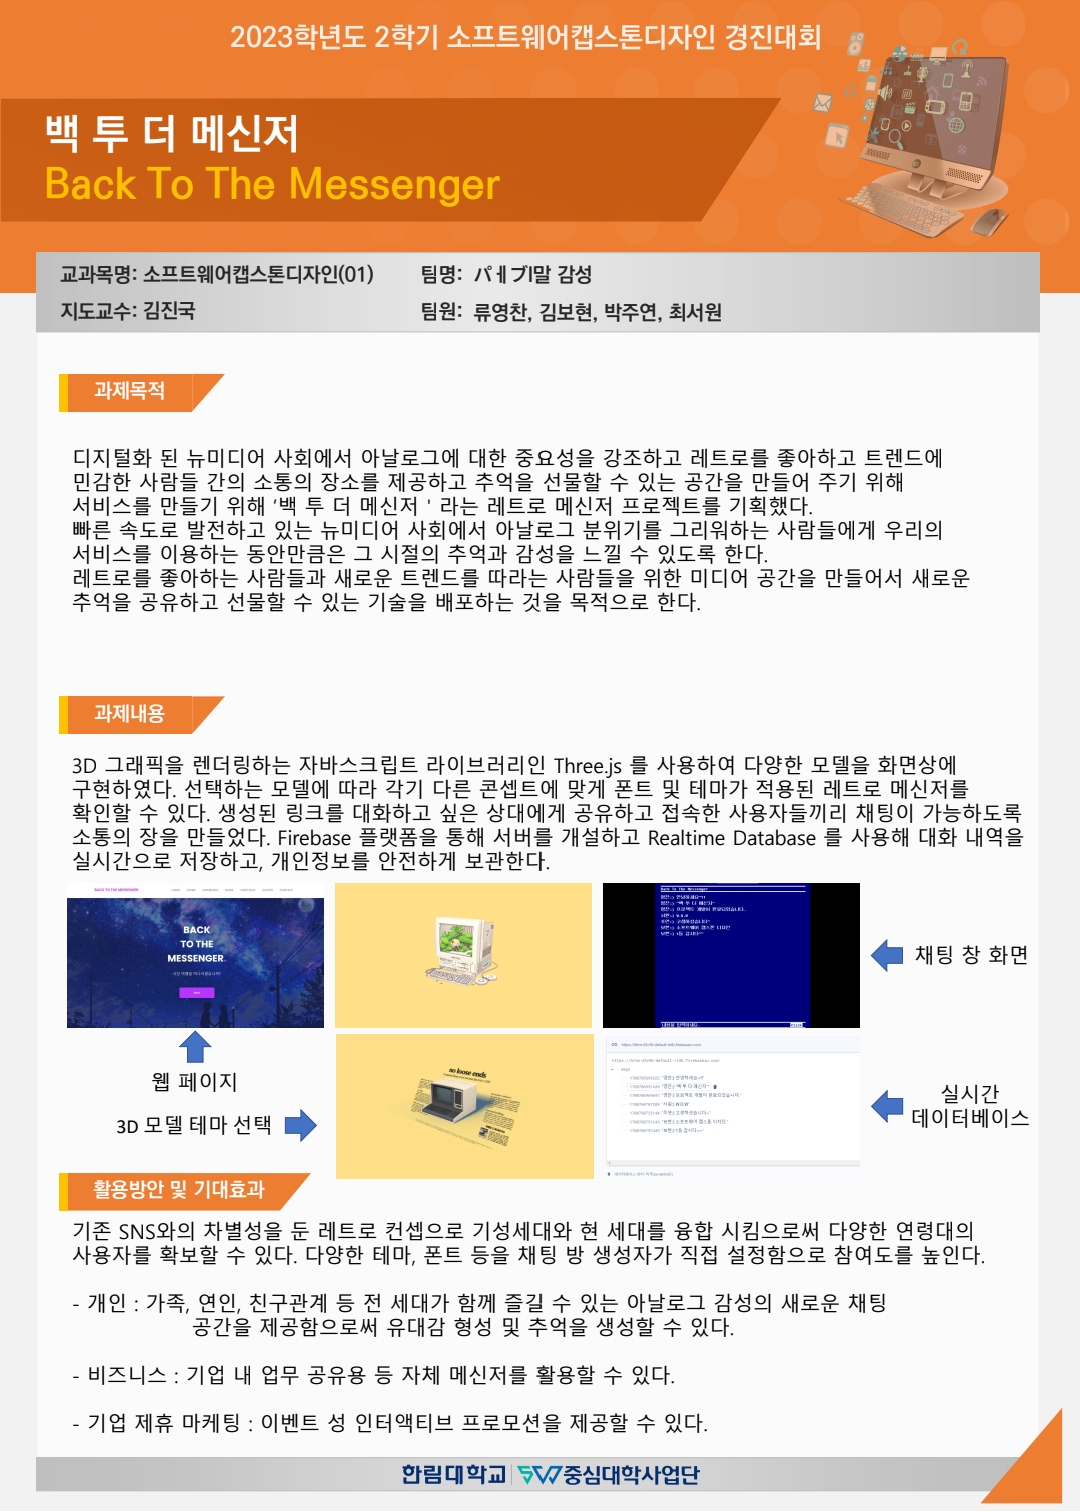 2023학년도 2학기 소프트웨어캡스톤디자인 경진대회
백 투 더 메신저
Back To The Messenger
교과목명: 소프트웨어캡스톤디자인(01)
팀명: パㅔブl말 감성
지도교수: 김진국
팀원: 류영찬, 김보현, 박주연, 최서원
과제목적
디지털화 된 뉴미디어 사회에서 아날로그에 대한 중요성을 강조하고 레트로를 좋아하고 트렌드에
민감한 사람들 간의 소통의 장소를 제공하고 추억을 선물할 수 있는 공간을 만들어 주기 위해
서비스를 만들기 위해 ‘백 투 더 메신저 ' 라는 레트로 메신저 프로젝트를 기획했다.
빠른 속도로 발전하고 있는 뉴미디어 사회에서 아날로그 분위기를 그리워하는 사람들에게 우리의
서비스를 이용하는 동안만큼은 그 시절의 추억과 감성을 느낄 수 있도록 한다.
레트로를 좋아하는 사람들과 새로운 트렌드를 따라는 사람들을 위한 미디어 공간을 만들어서 새로운
추억을 공유하고 선물할 수 있는 기술을 배포하는 것을 목적으로 한다.
과제내용
3D 그래픽을 렌더링하는 자바스크립트 라이브러리인 Three.js 를 사용하여 다양한 모델을 화면상에
구현하였다. 선택하는 모델에 따라 각기 다른 콘셉트에 맞게 폰트 및 테마가 적용된 레트로 메신저를
확인할 수 있다. 생성된 링크를 대화하고 싶은 상대에게 공유하고 접속한 사용자들끼리 채팅이 가능하도록
소통의 장을 만들었다. Firebase 플랫폼을 통해 서버를 개설하고 Realtime Database 를 사용해 대화 내역을
실시간으로 저장하고, 개인정보를 안전하게 보관한다.
BACK TO THE MESSENGER
BACK
TO THE
MESSENGER
Back To The Messenger
채팅 창 화면
웹 페이지
no loose ends
3D 모델 테마 선택
실시간
데이터베이스
활용방안 및 기대효과
기존 SNS와의 차별성을 둔 레트로 컨셉으로 기성세대와 현 세대를 융합 시킴으로써 다양한 연령대의
사용자를 확보할 수 있다. 다양한 테마, 폰트 등을 채팅 방 생성자가 직접 설정함으로 참여도를 높인다.
- 개인 : 가족, 연인, 친구관계 등 전 세대가 함께 즐길 수 있는 아날로그 감성의 새로운 채팅
공간을 제공함으로써 유대감 형성 및 추억을 생성할 수 있다.
- 비즈니스 : 기업 내 업무 공유용 등 자체 메신저를 활용할 수 있다.
- 기업 제휴 마케팅 : 이벤트 성 인터액티브 프로모션을 제공할 수 있다.
한림대학교 SW중심대학사업단